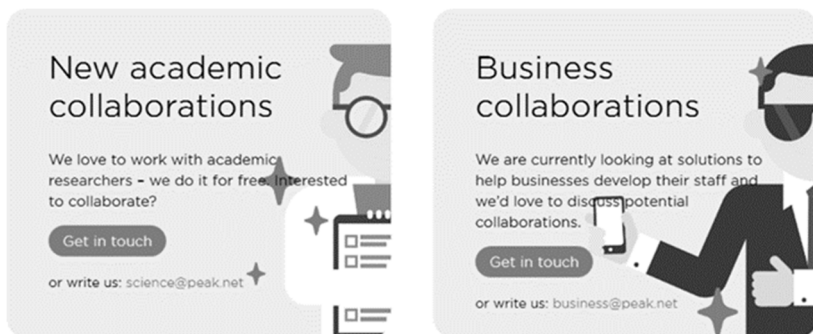 New academic
collaborations
We love to work with academic
researchers – we do it for free. Interested
to collaborate?
Get in touch
or write us: science@peak.net
Business
collaborations
We are currently looking at solutions to
help businesses develop their staff and
we'd love to discuss potential
collaborations.
Get in touch
or write us: business@peak.net